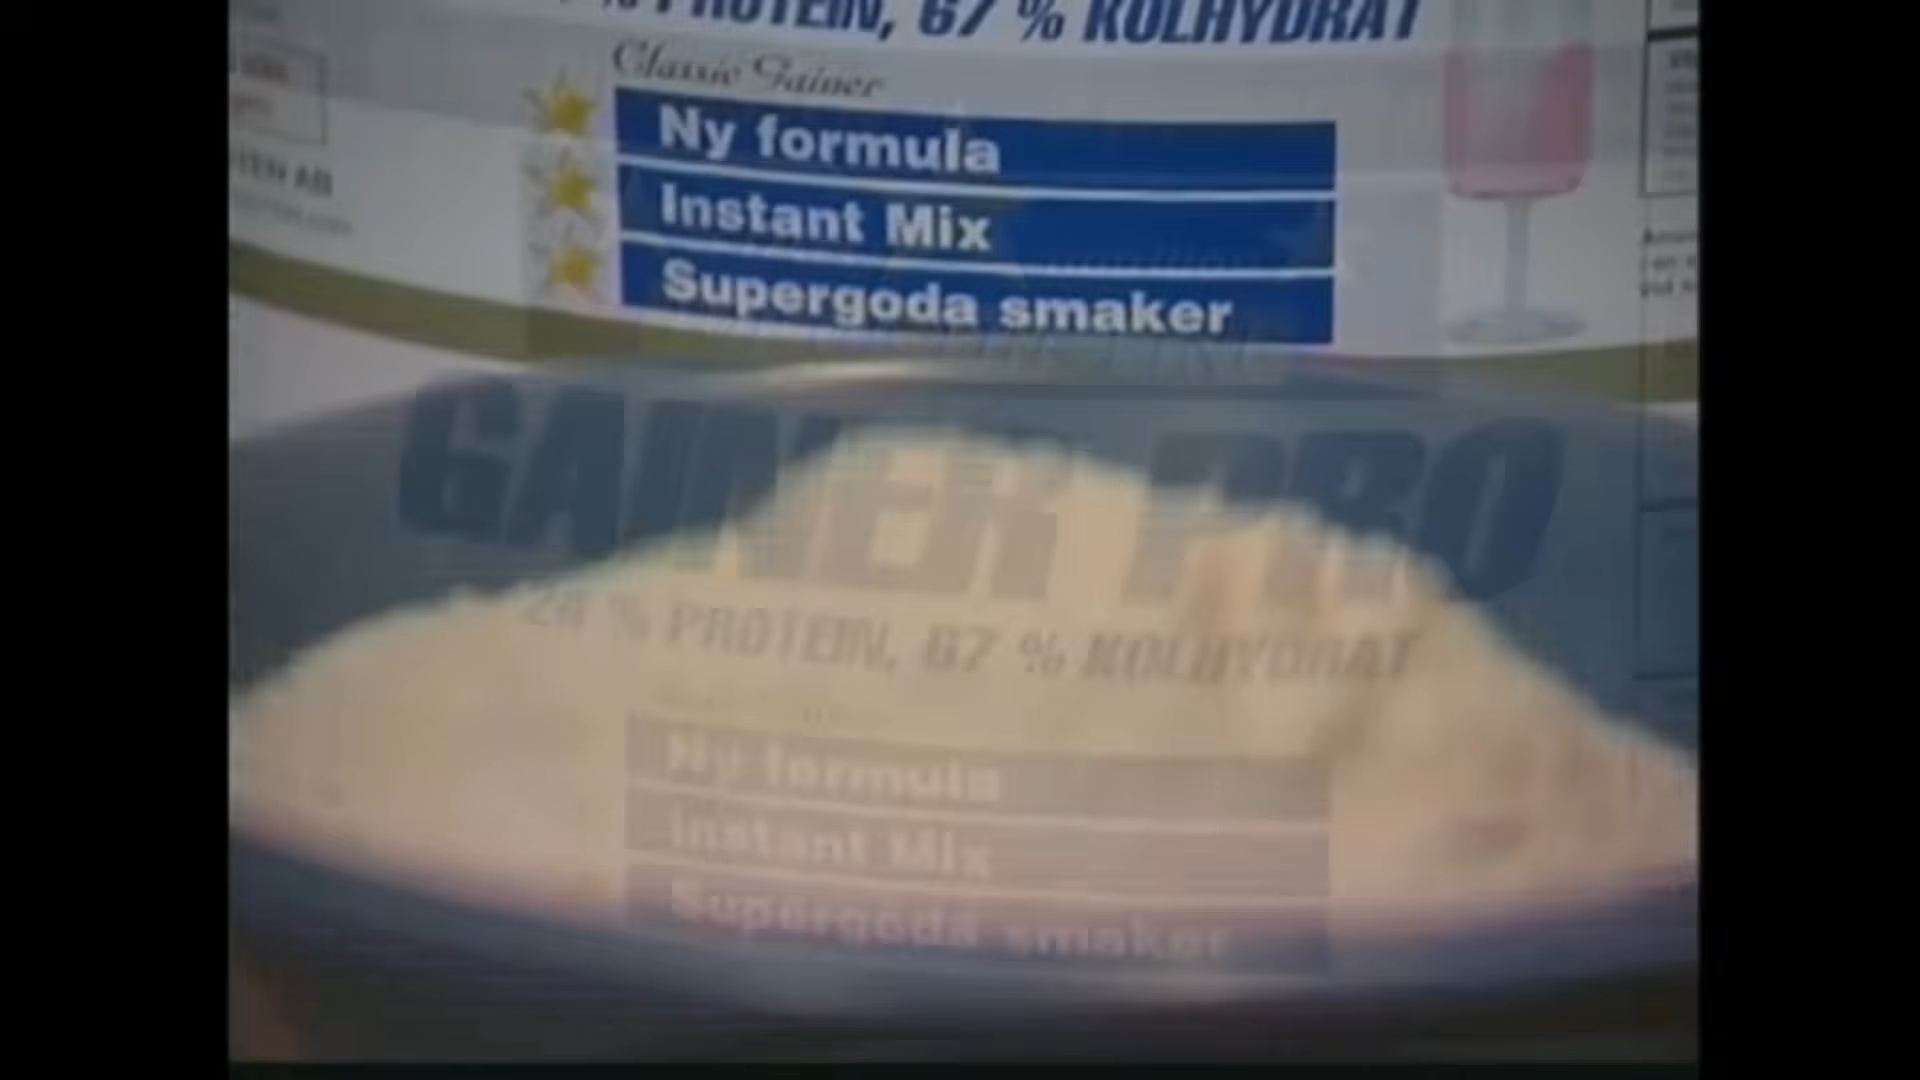 % PROTEIN, 67 % KOLHYDRAT
Classic Gainer
Ny formula
Instant Mix
Supergoda smaker
GAINER PRO
24 % PROTEIN, 67 % KOLHYDRAT
Ny formula
Instant Mix
Supergoda smaker